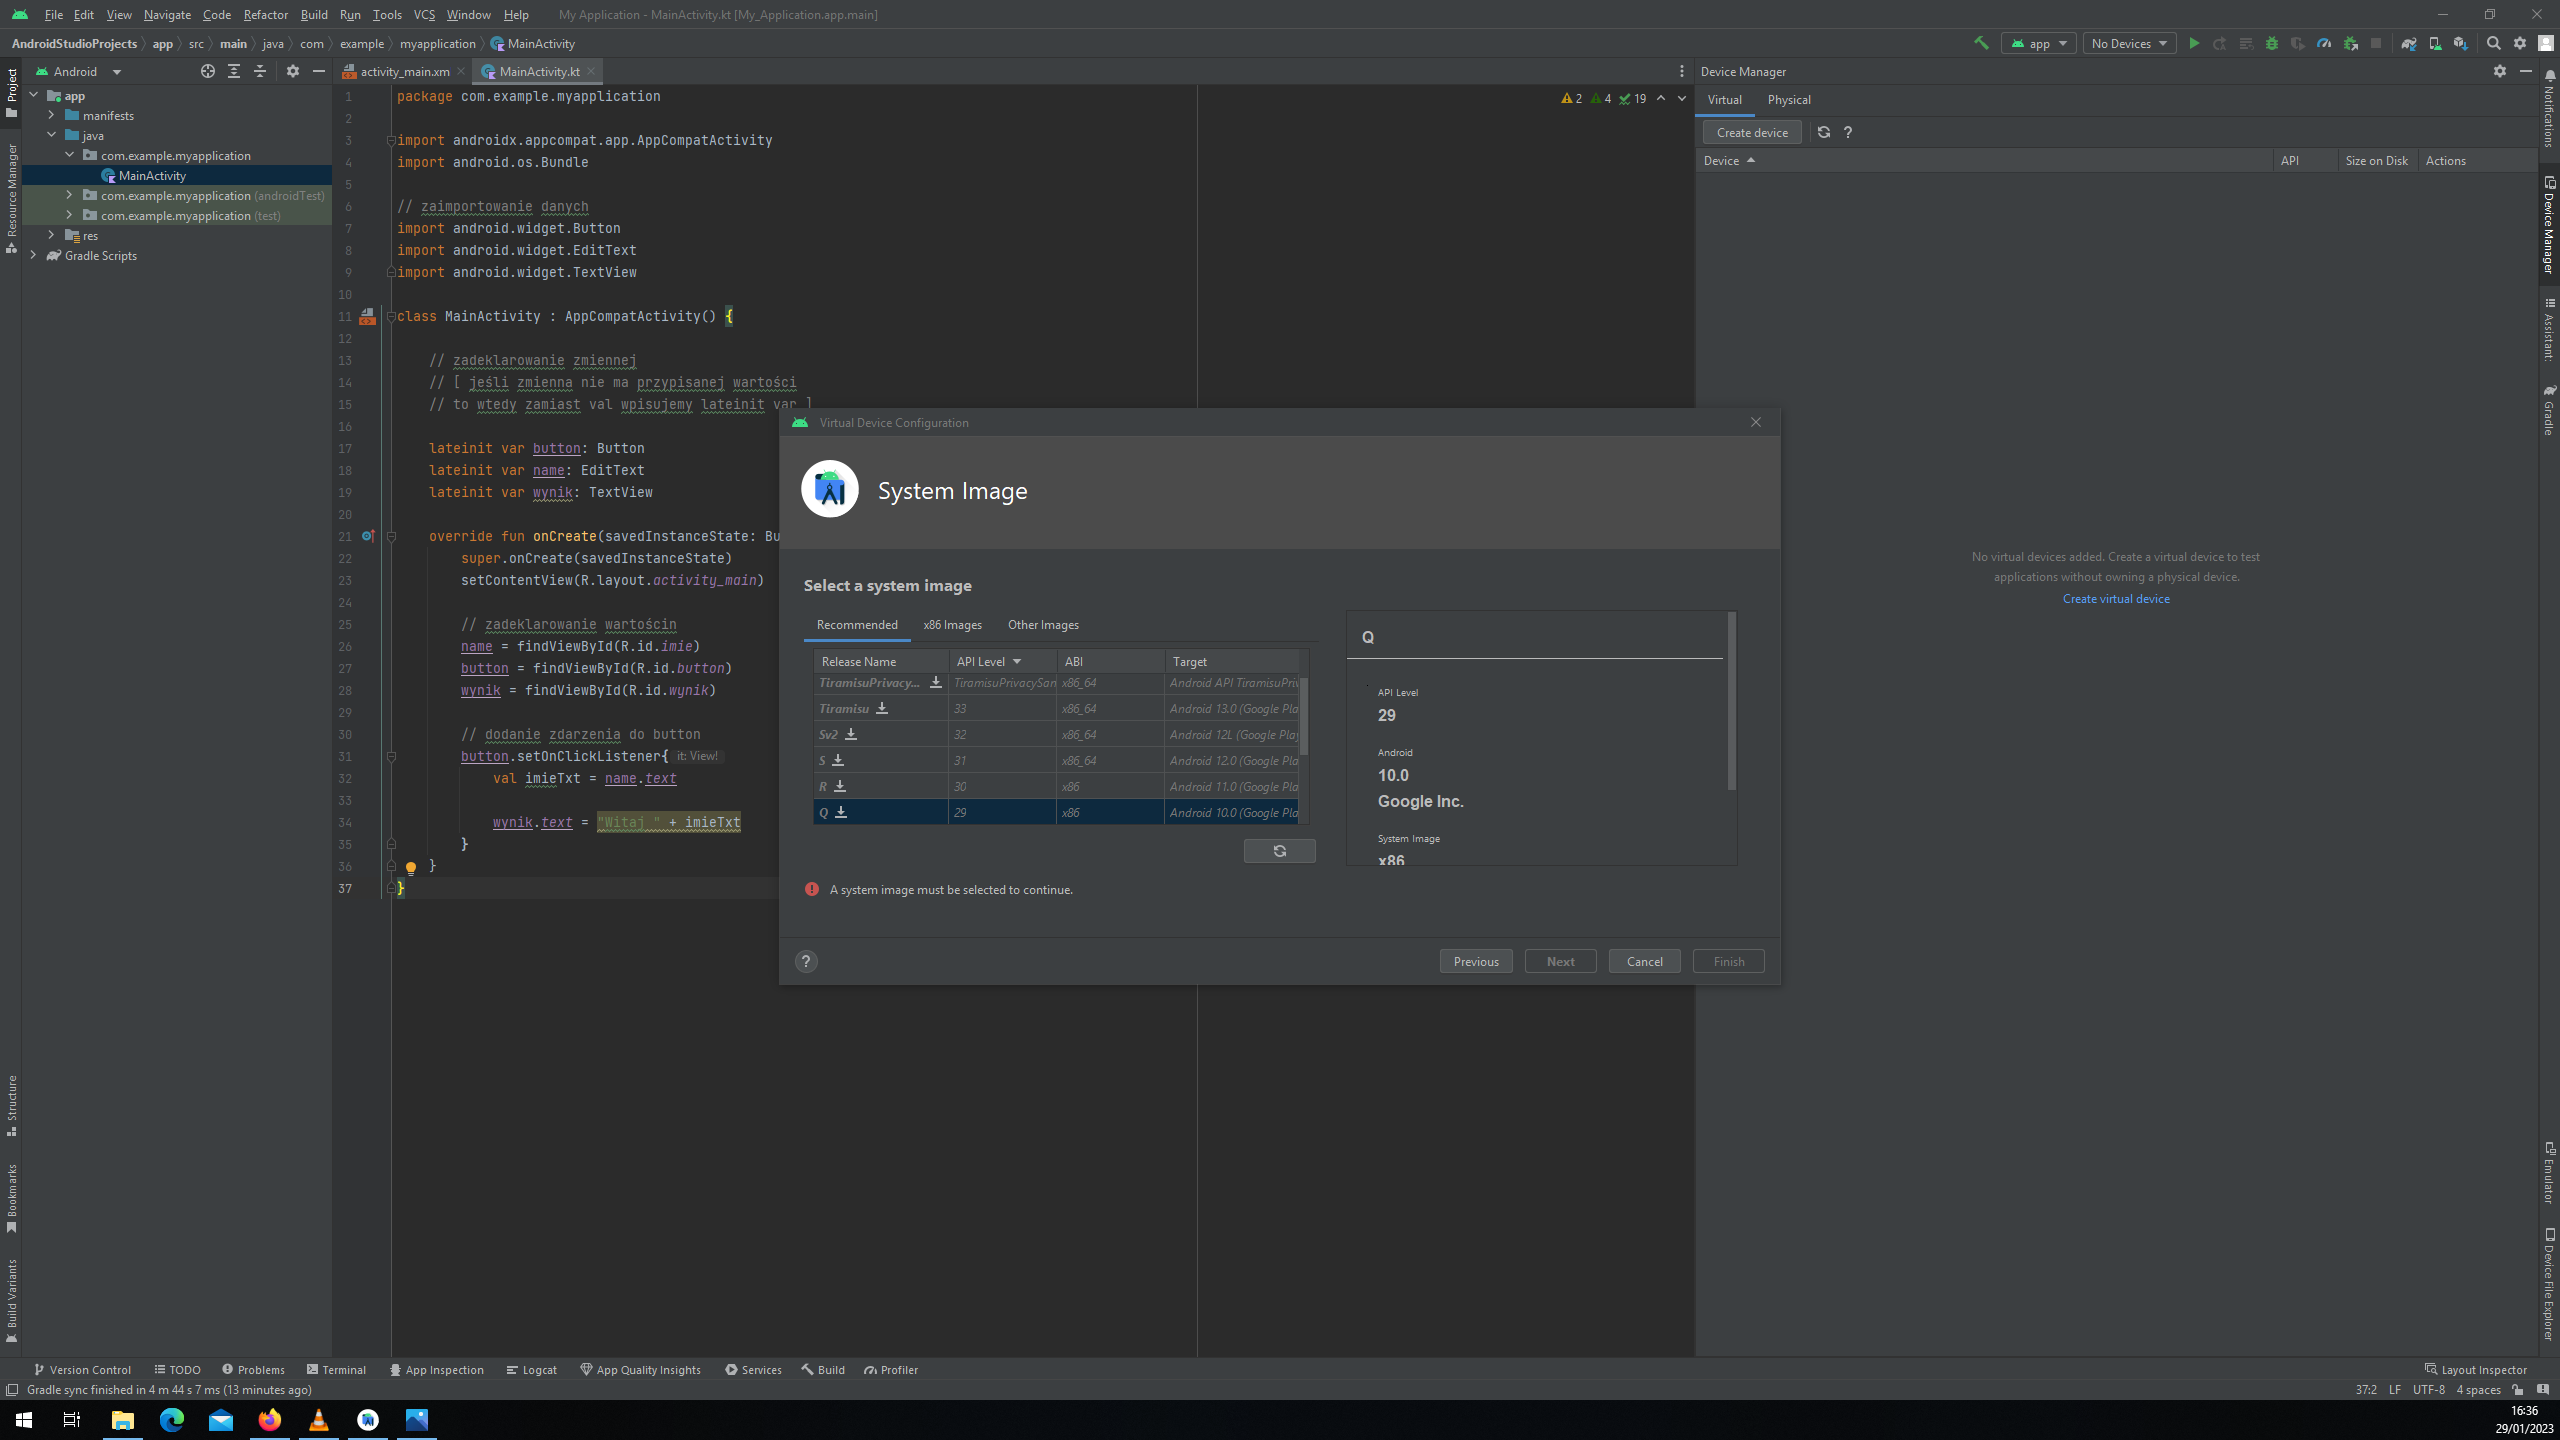 File Edit View Navigate Code Refactor Build Run Tools VCS Window Help My Application - MainActivity.kt [My_Application.app.main]
AndroidStudioProjects app src main java com example myapplication MainActivity app No Devices
Project
Android
activity_main.xm MainActivity.kt
Device Manager
Notifications
app
manifests
java
com.example.myapplication
MainActivity
com.example.myapplication (androidTest)
com.example.myapplication (test)
res
Gradle Scripts
Resource Manager
2 4 19
1 package com.example.myapplication
2
3 import androidx.appcompat.app.AppCompatActivity
4 import android.os.Bundle
5
6 // zaimportowanie danych
7 import android.widget.Button
8 import android.widget.EditText
9 import android.widget.TextView
10
11 class MainActivity : AppCompatActivity() {
12
13 // zadeklarowanie zmiennej
14 // [ jeśli zmienna nie ma przypisanej wartości
15 // to wtedy zamiast val wpisujemy lateinit var ]
16
17 lateinit var button: Button
18 lateinit var name: EditText
19 lateinit var wynik: TextView
20
21 override fun onCreate(savedInstanceState: Bu
22 super.onCreate(savedInstanceState)
23 setContentView(R.layout.activity_main)
24
25 // zadeklarowanie wartościn
26 name = findViewById(R.id.imie)
27 button = findViewById(R.id.button)
28 wynik = findViewById(R.id.wynik)
29
30 // dodanie zdarzenia do button
31 button.setOnClickListener{ it: View!
32 val imieTxt = name.text
33
34 wynik.text = "Witaj " + imieTxt
35 }
36 }
37 }
Virtual Device Configuration
System Image
Select a system image
Recommended x86 Images Other Images
Release Name API Level ABI Target
TiramisuPrivacy... TiramisuPrivacySan x86_64 Android API TiramisuPriv
Tiramisu 33 x86_64 Android 13.0 (Google Pla
Sv2 32 x86_64 Android 12L (Google Play
S 31 x86_64 Android 12.0 (Google Pla
R 30 x86 Android 11.0 (Google Pla
Q 29 x86 Android 10.0 (Google Pla
Q
API Level
29
Android
10.0
Google Inc.
System Image
x86
A system image must be selected to continue.
? Previous Next Cancel Finish
Virtual Physical
Create device ?
Device API Size on Disk Actions
No virtual devices added. Create a virtual device to test
applications without owning a physical device.
Create virtual device
Device Manager
Assistant:
Gradle
Emulator
Device File Explorer
Structure
Bookmarks
Build Variants
Version Control TODO Problems Terminal App Inspection Logcat App Quality Insights Services Build Profiler Layout Inspector
Gradle sync finished in 4 m 44 s 7 ms (13 minutes ago) 37:2 LF UTF-8 4 spaces
16:36
29/01/2023